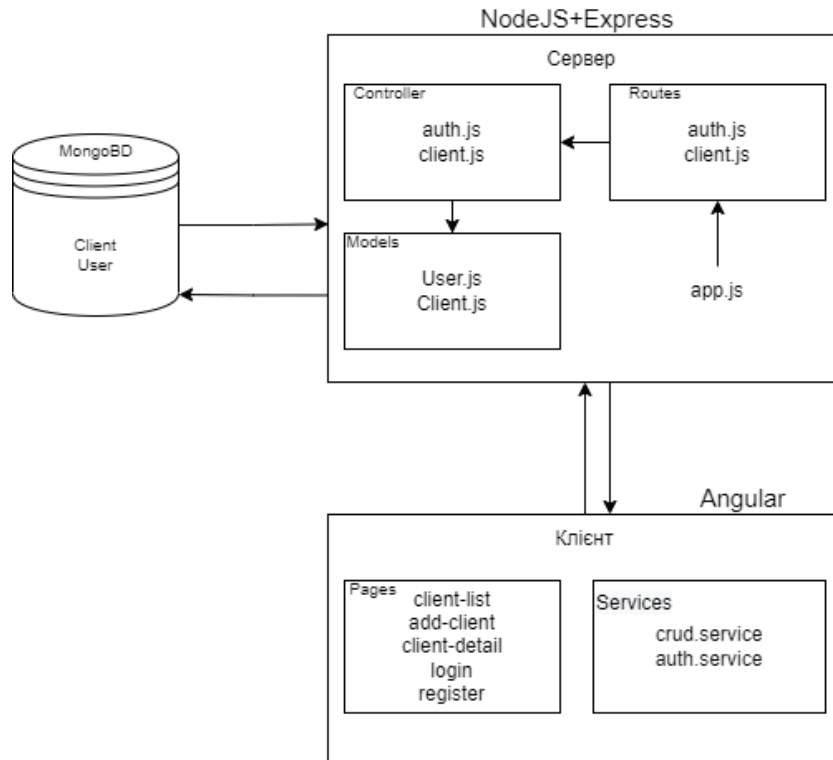 NodeJS+Express
Сервер
Controller
auth.js
client.js
Routes
auth.js
client.js
MongoBD
Client
User
Models
User.js
Client.js
app.js
Angular
Клієнт
Pages
client-list
add-client
client-detail
login
register
Services
crud.service
auth.service